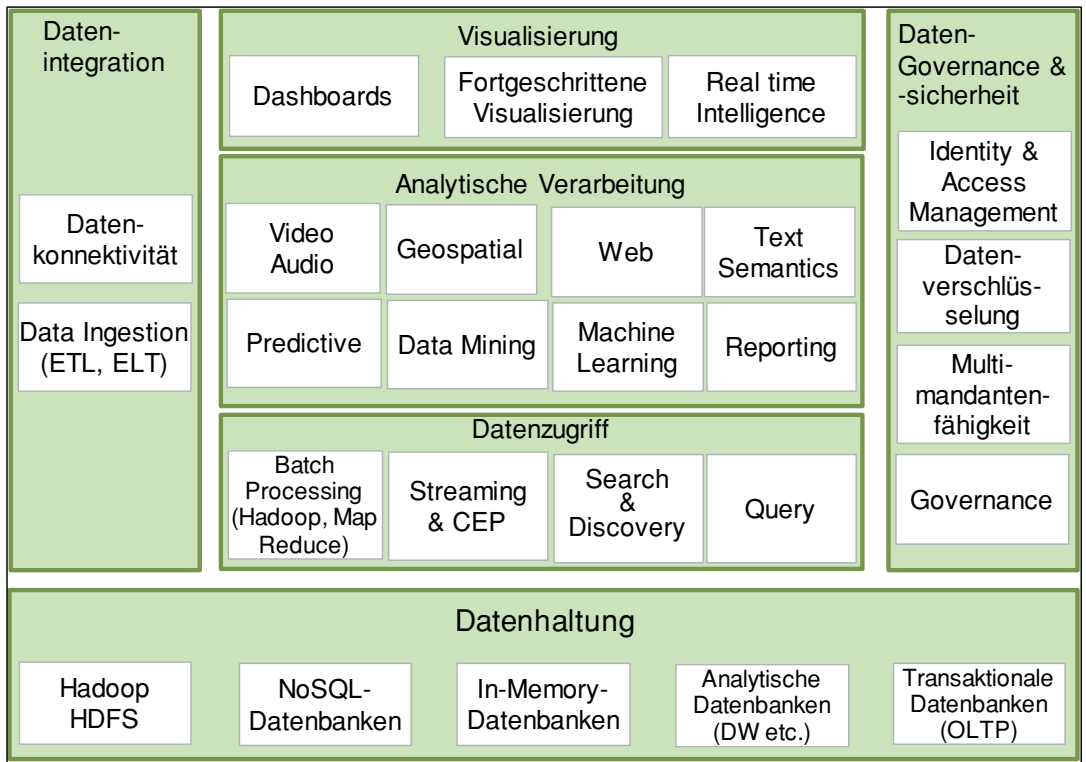 Daten-
integration
Daten-
konnektivität
Data Ingestion
(ETL, ELT)
Visualisierung
Dashboards
Fortgeschrittene
Visualisierung
Real time
Intelligence
Analytische Verarbeitung
Video
Audio
Geospatial
Web
Text
Semantics
Predictive
Data Mining
Machine
Learning
Reporting
Datenzugriff
Batch
Processing
(Hadoop, Map
Reduce)
Streaming
& CEP
Search
&
Discovery
Query
Daten-
Governance &
-sicherheit
Identity &
Access
Management
Daten-
verschlüs-
selung
Multi-
mandanten-
fähigkeit
Governance
Datenhaltung
Hadoop
HDFS
NoSQL-
Datenbanken
In-Memory-
Datenbanken
Analytische
Datenbanken
(DW etc.)
Transaktionale
Datenbanken
(OLTP)